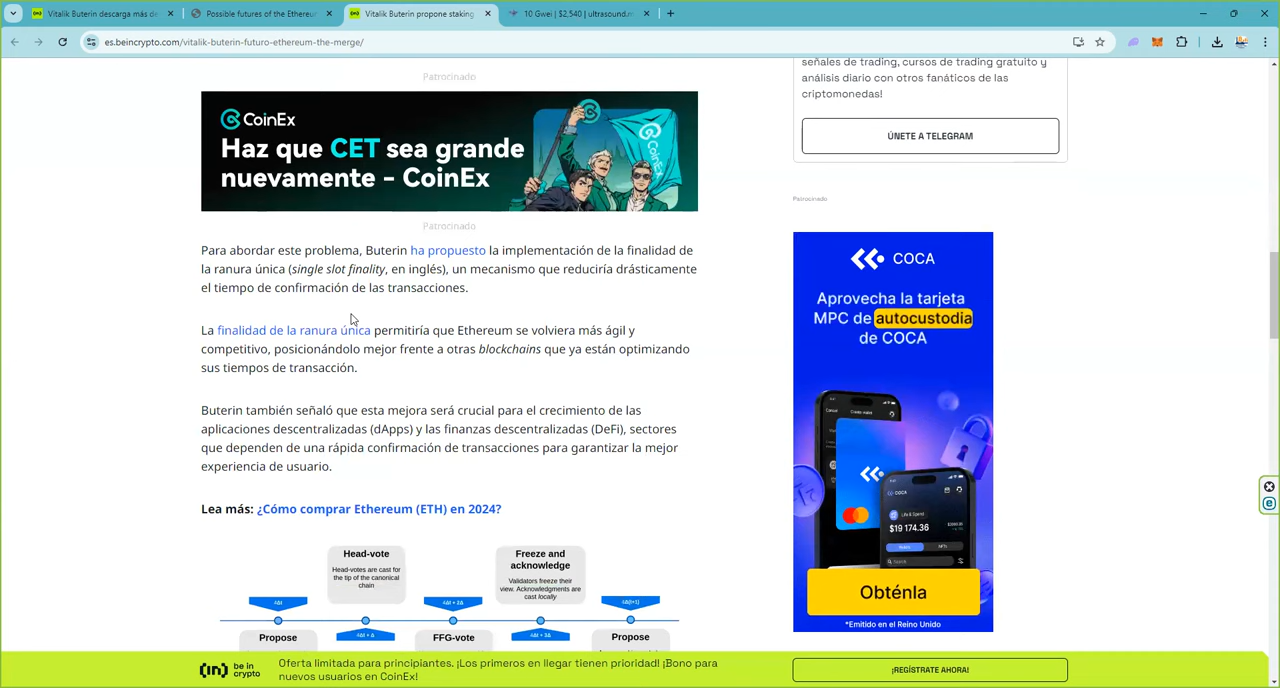 Vitalik Buterin descarga más de
Possible futures of the Ethereum
Vitalik Buterin propone staking
10 Gwei | $2,540 | ultrasound.m
es.beincrypto.com/vitalik-buterin-futuro-ethereum-the-merge/
Patrocinado
CoinEx
Haz que CET sea grande
nuevamente - CoinEx
Patrocinado
Para abordar este problema, Buterin ha propuesto la implementación de la finalidad de
la ranura única (single slot finality, en inglés), un mecanismo que reduciría drásticamente
el tiempo de confirmación de las transacciones.
La finalidad de la ranura única permitiría que Ethereum se volviera más ágil y
competitivo, posicionándolo mejor frente a otras blockchains que ya están optimizando
sus tiempos de transacción.
Buterin también señaló que esta mejora será crucial para el crecimiento de las
aplicaciones descentralizadas (dApps) y las finanzas descentralizadas (DeFi), sectores
que dependen de una rápida confirmación de transacciones para garantizar la mejor
experiencia de usuario.
Lea más: ¿Cómo comprar Ethereum (ETH) en 2024?
Head-vote
Head-votes are cast for
the tip of the canonical
chain
Freeze and
acknowledge
Validators freeze their
view. Acknowledgments are
cast locally
4Δt
4Δt + 2Δ
4Δ(t+1)
4Δt + Δ
4Δt + 3Δ
Propose
FFG-vote
Propose
señales de trading, cursos de trading gratuito y
análisis diario con otros fanáticos de las
criptomonedas!
ÚNETE A TELEGRAM
Patrocinado
COCA
Aprovecha la tarjeta
MPC de autocustodia
de COCA
$19 174.36
Obténla
*Emitido en el Reino Unido
be in
crypto
Oferta limitada para principiantes. ¡Los primeros en llegar tienen prioridad! ¡Bono para
nuevos usuarios en CoinEx!
¡REGÍSTRATE AHORA!